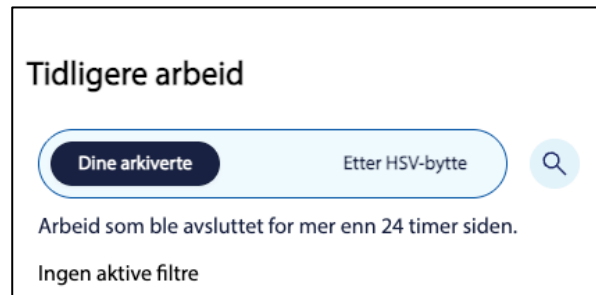 Tidligere arbeid
Dine arkiverte Etter HSV-bytte
Arbeid som ble avsluttet for mer enn 24 timer siden.
Ingen aktive filtre